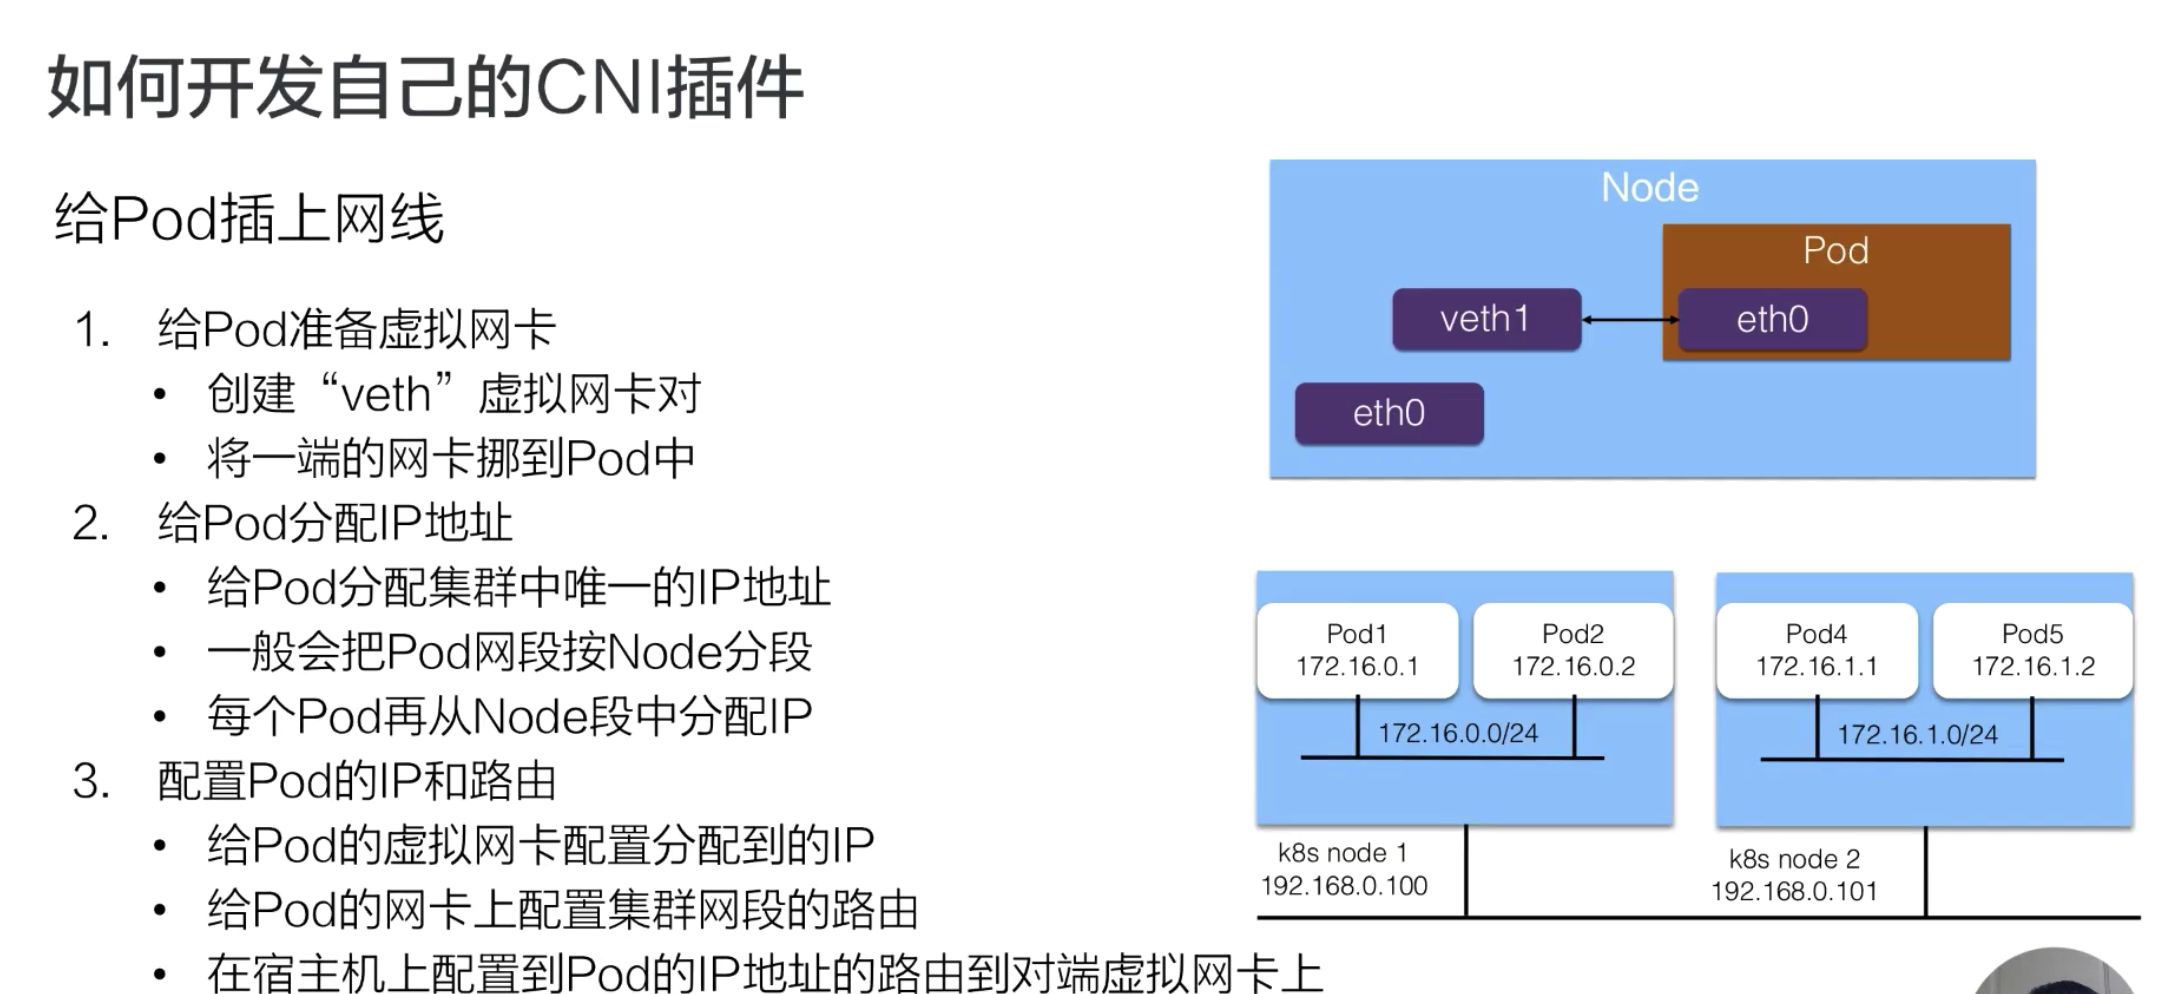 如何开发自己的CNI插件
给Pod插上网线
1. 给Pod准备虚拟网卡
• 创建“veth”虚拟网卡对
• 将一端的网卡挪到Pod中
2. 给Pod分配IP地址
• 给Pod分配集群中唯一的IP地址
• 一般会把Pod网段按Node分段
• 每个Pod再从Node段中分配IP
3. 配置Pod的IP和路由
• 给Pod的虚拟网卡配置分配到的IP
• 给Pod的网卡上配置集群网段的路由
• 在宿主机上配置到Pod的IP地址的路由到对端虚拟网卡上
Node
Pod
veth1
eth0
eth0
Pod1
172.16.0.1
Pod2
172.16.0.2
172.16.0.0/24
k8s node 1
192.168.0.100
Pod4
172.16.1.1
Pod5
172.16.1.2
172.16.1.0/24
k8s node 2
192.168.0.101